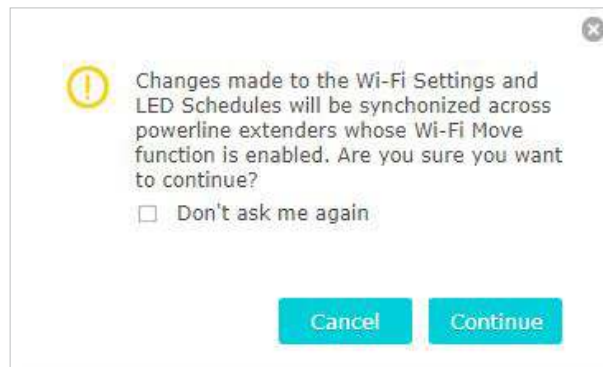 Changes made to the Wi-Fi Settings and
LED Schedules will be synchonized across
powerline extenders whose Wi-Fi Move
function is enabled. Are you sure you want
to continue?
Don't ask me again
Cancel
Continue